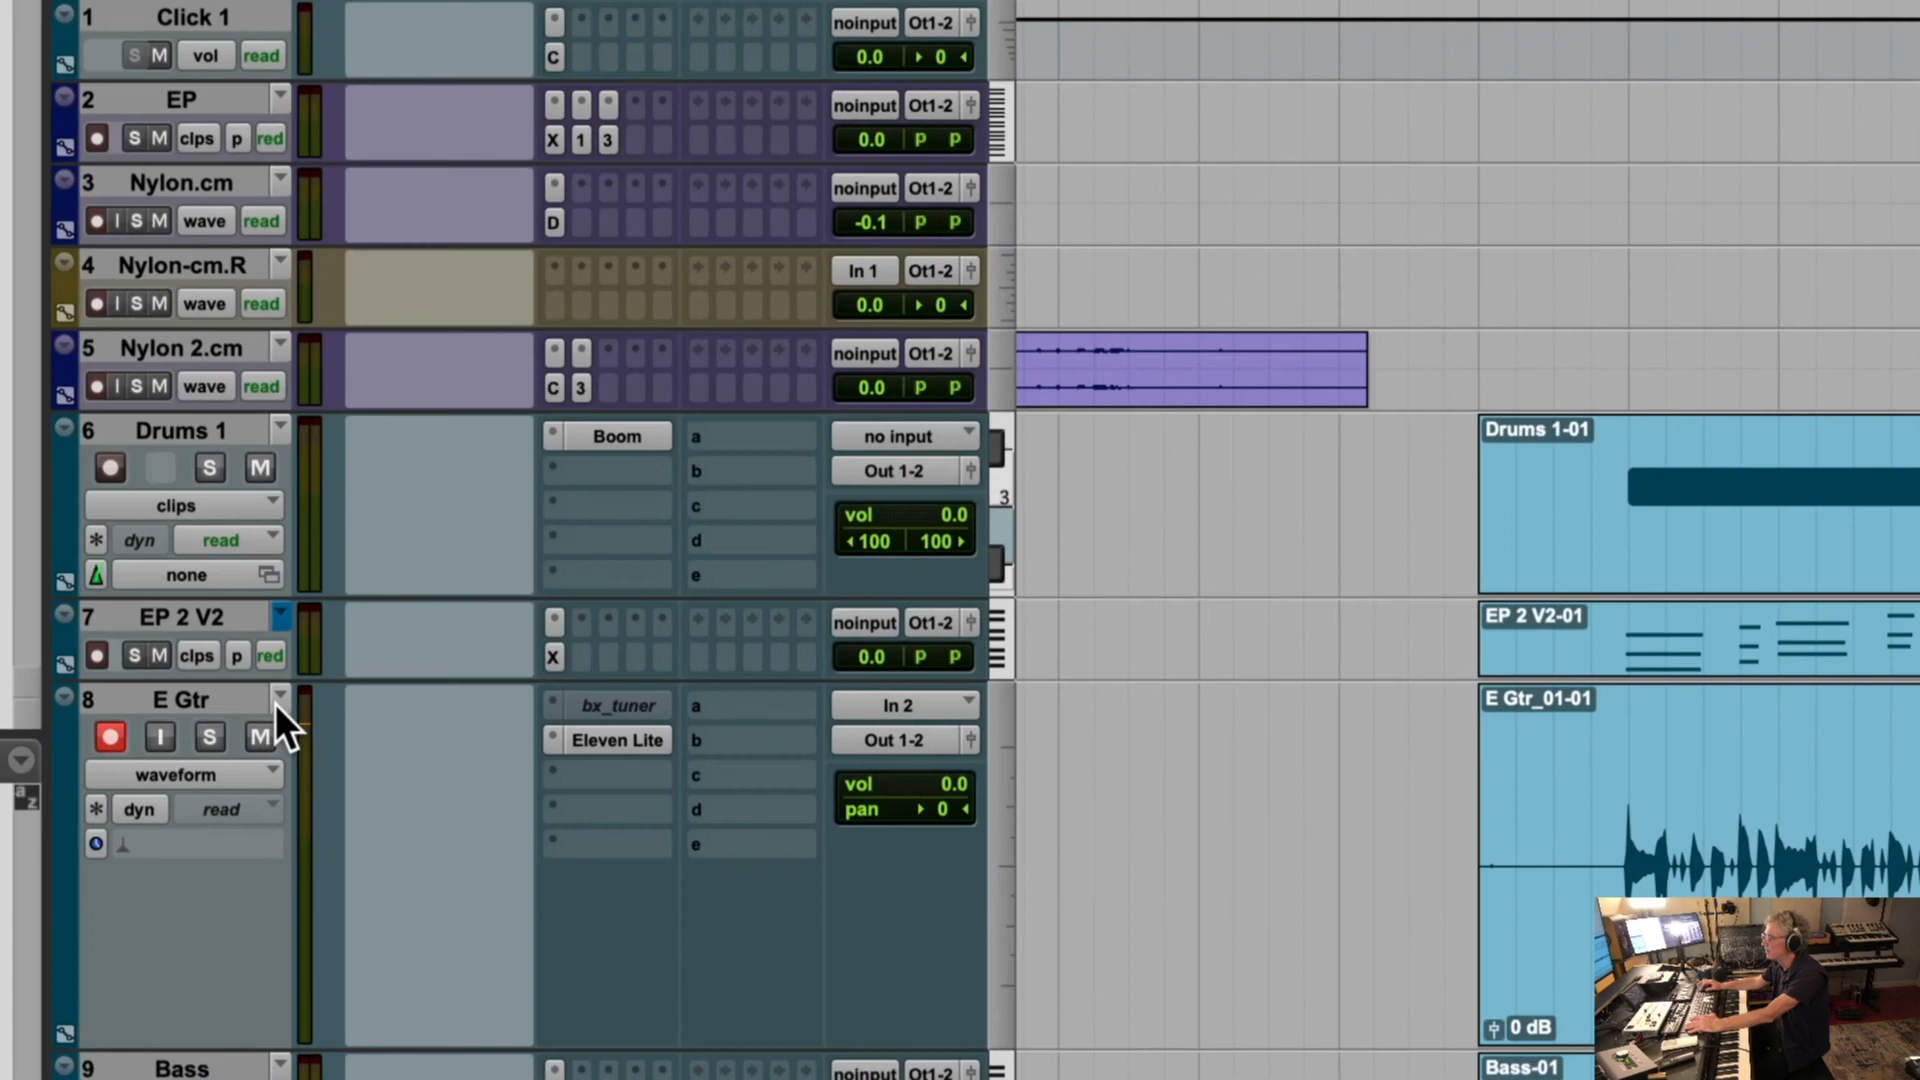 1 Click 1
S M vol read
C
noinput Ot1-2
0.0 0
2 EP
S M clps p red
X 1 3
noinput Ot1-2
0.0 p p
3 Nylon.cm
I S M wave read
D
noinput Ot1-2
-0.1 p p
4 Nylon-cm.R
I S M wave read
In 1 Ot1-2
0.0 0
5 Nylon 2.cm
I S M wave read
C 3
noinput Ot1-2
0.0 p p
6 Drums 1
S M
clips
* dyn read
none
Boom
a
b
c
d
e
no input
Out 1-2
vol 0.0
100 100
3
Drums 1-01
7 EP 2 V2
S M clps p red
X
noinput Ot1-2
0.0 p p
EP 2 V2-01
8 E Gtr
I S M
waveform
* dyn read
bx_tuner
Eleven Lite
a
b
c
d
e
In 2
Out 1-2
vol 0.0
pan 0
E Gtr_01-01
0 dB
a
z
9 Bass
noinput Ot1-2
Bass-01